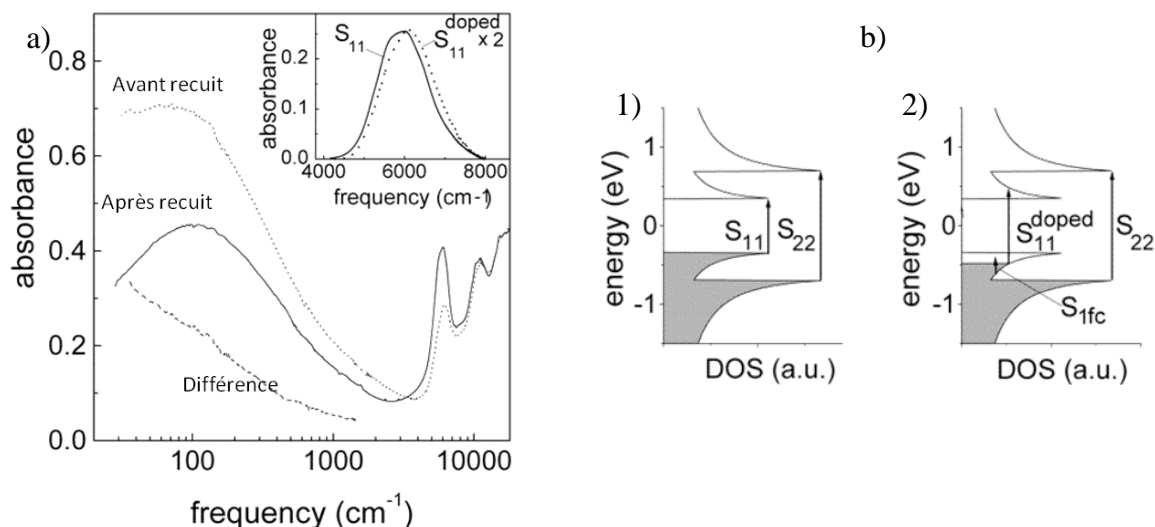 a)
0.8
0.6
0.4
0.2
0.0
absorbance
Avant recuit
Après recuit
Différence
100
1000
10000
frequency (cm-1)
S11
S11doped x 2
0.2
0.1
0.0
absorbance
4000
6000
8000
frequency (cm-1)
b)
1)
1
0
-1
energy (eV)
S11
S22
DOS (a.u.)
2)
1
0
-1
energy (eV)
S11doped
S22
S1fc
DOS (a.u.)